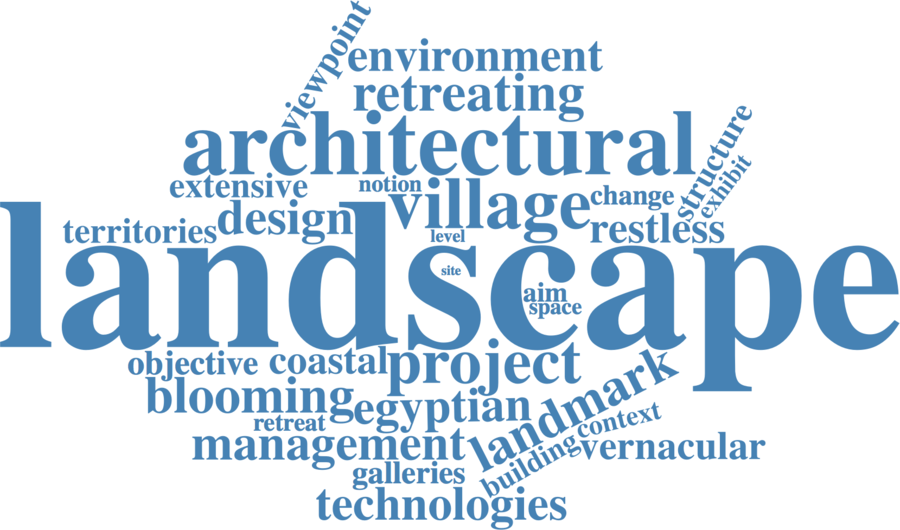 viewpoint
environment
retreating
architectural
structure
exhibit
extensive
notion
village
change
territories
design
level
restless
landscape
site
aim
space
objective
coastal
project
blooming
egyptian
landmark
retreat
context
management
building
vernacular
galleries
technologies